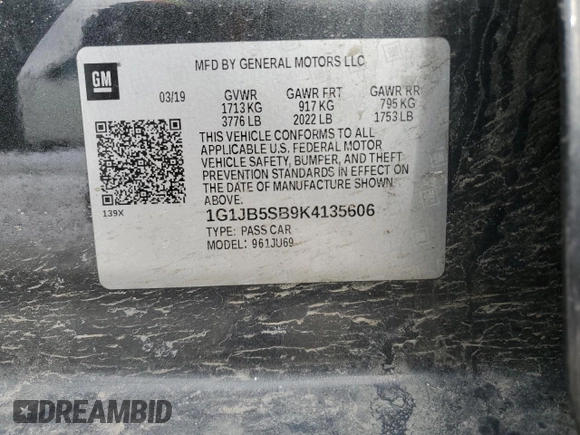 GM
MFD BY GENERAL MOTORS LLC
03/19 GVWR GAWR FRT GAWR RR
1713 KG 917 KG 795 KG
3776 LB 2022 LB 1753 LB
THIS VEHICLE CONFORMS TO ALL
APPLICABLE U.S. FEDERAL MOTOR
VEHICLE SAFETY, BUMPER, AND THEFT
PREVENTION STANDARDS IN EFFECT ON
THE DATE OF MANUFACTURE SHOWN
ABOVE.
139X
1G1JB5SB9K4135606
TYPE: PASS CAR
MODEL: 961JU69
DREAMBID